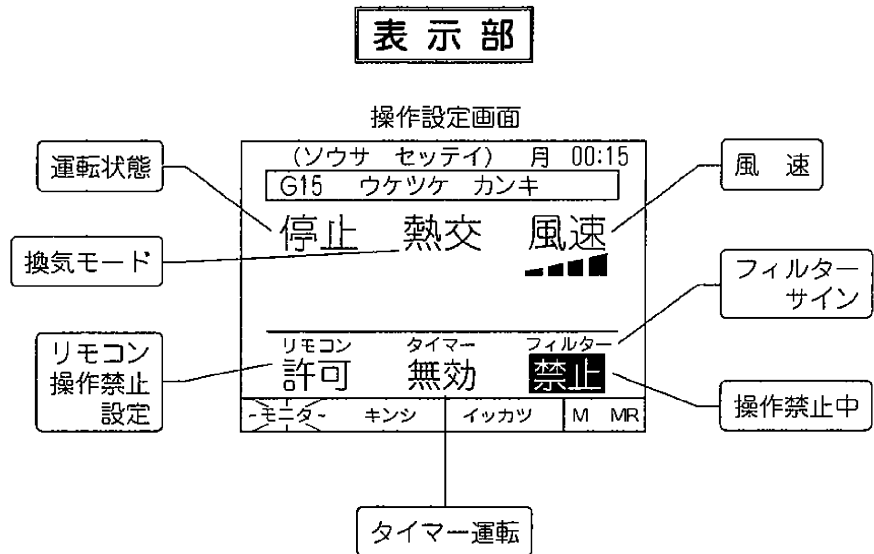 表示部
操作設定画面
運転状態
(ソウサ セッテイ) 月 00:15
風速
G15 ウケツケ カンキ
停止 熱交 風速
換気モード
フィルター
サイン
リモコン
操作禁止
設定
リモコン タイマー フィルター
許可 無効 禁止
操作禁止中
-モニタ- キンシ イッカツ M MR
タイマー運転